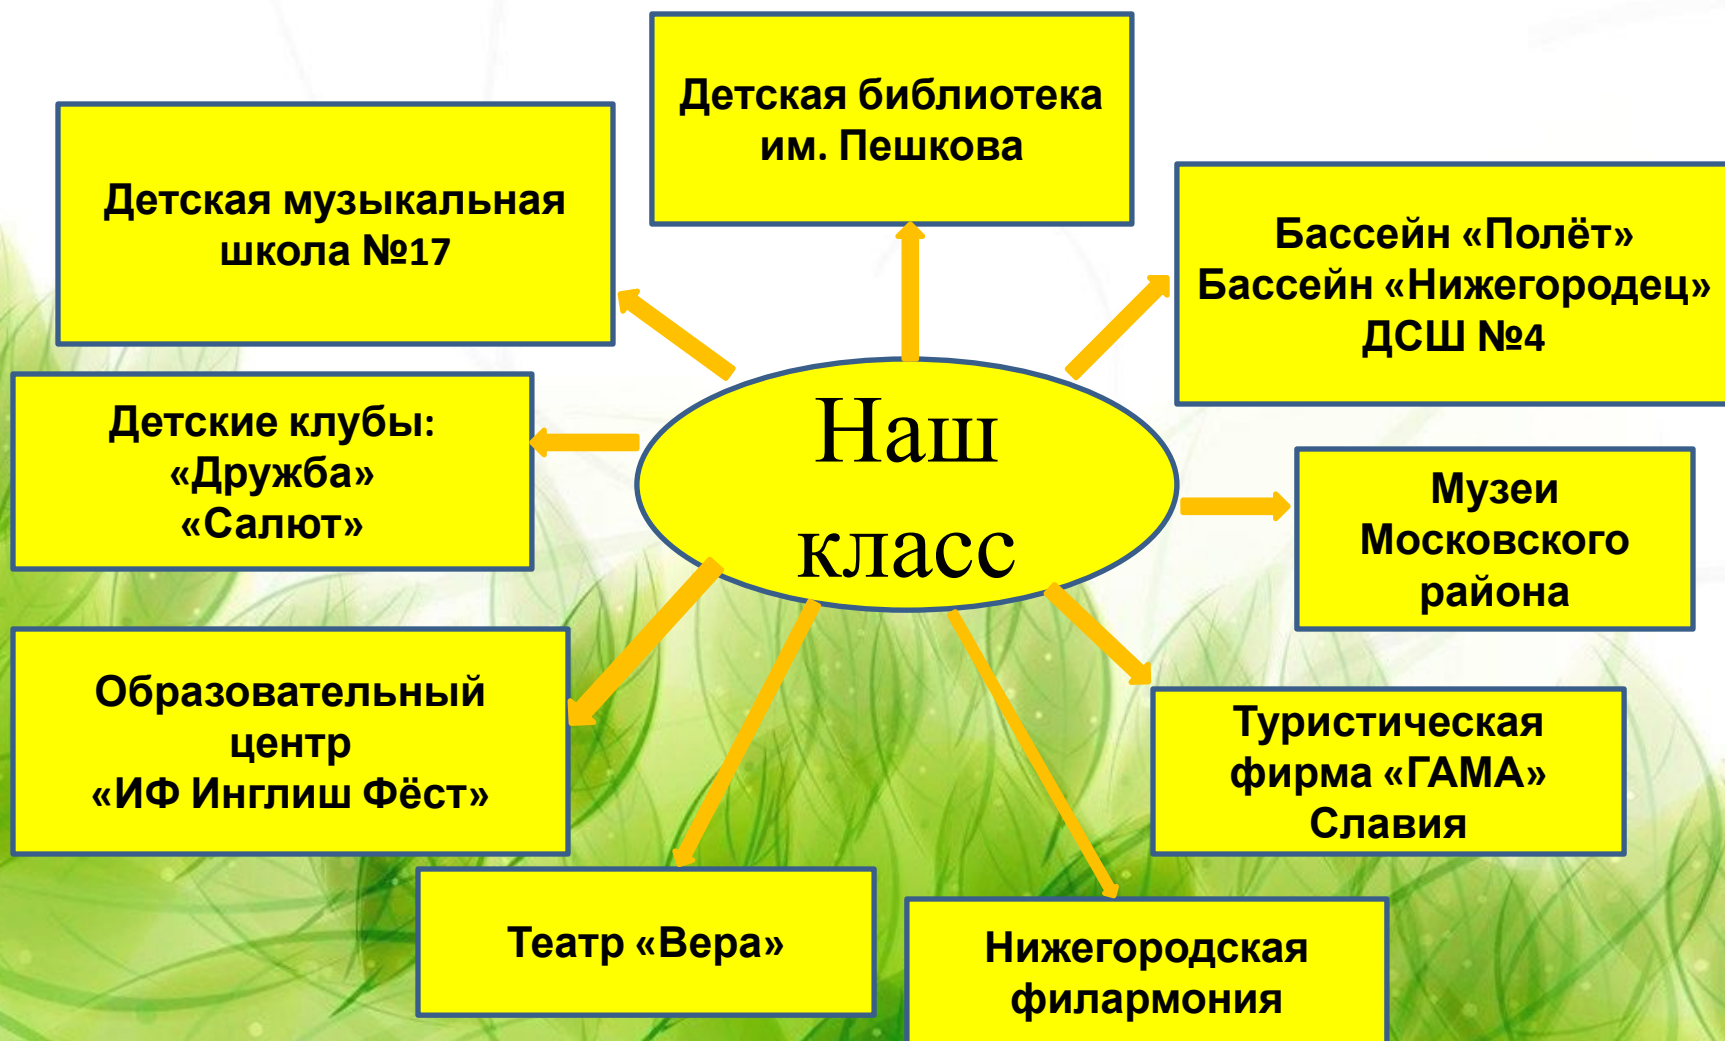 Детская библиотека
им. Пешкова
Детская музыкальная
школа №17
Бассейн «Полёт»
Бассейн «Нижегородец»
ДСШ №4
Детские клубы:
«Дружба»
«Салют»
Наш
класс
Музеи
Московского
района
Образовательный
центр
«ИФ Инглиш Фёст»
Туристическая
фирма «ГАМА»
Славия
Театр «Вера»
Нижегородская
филармония